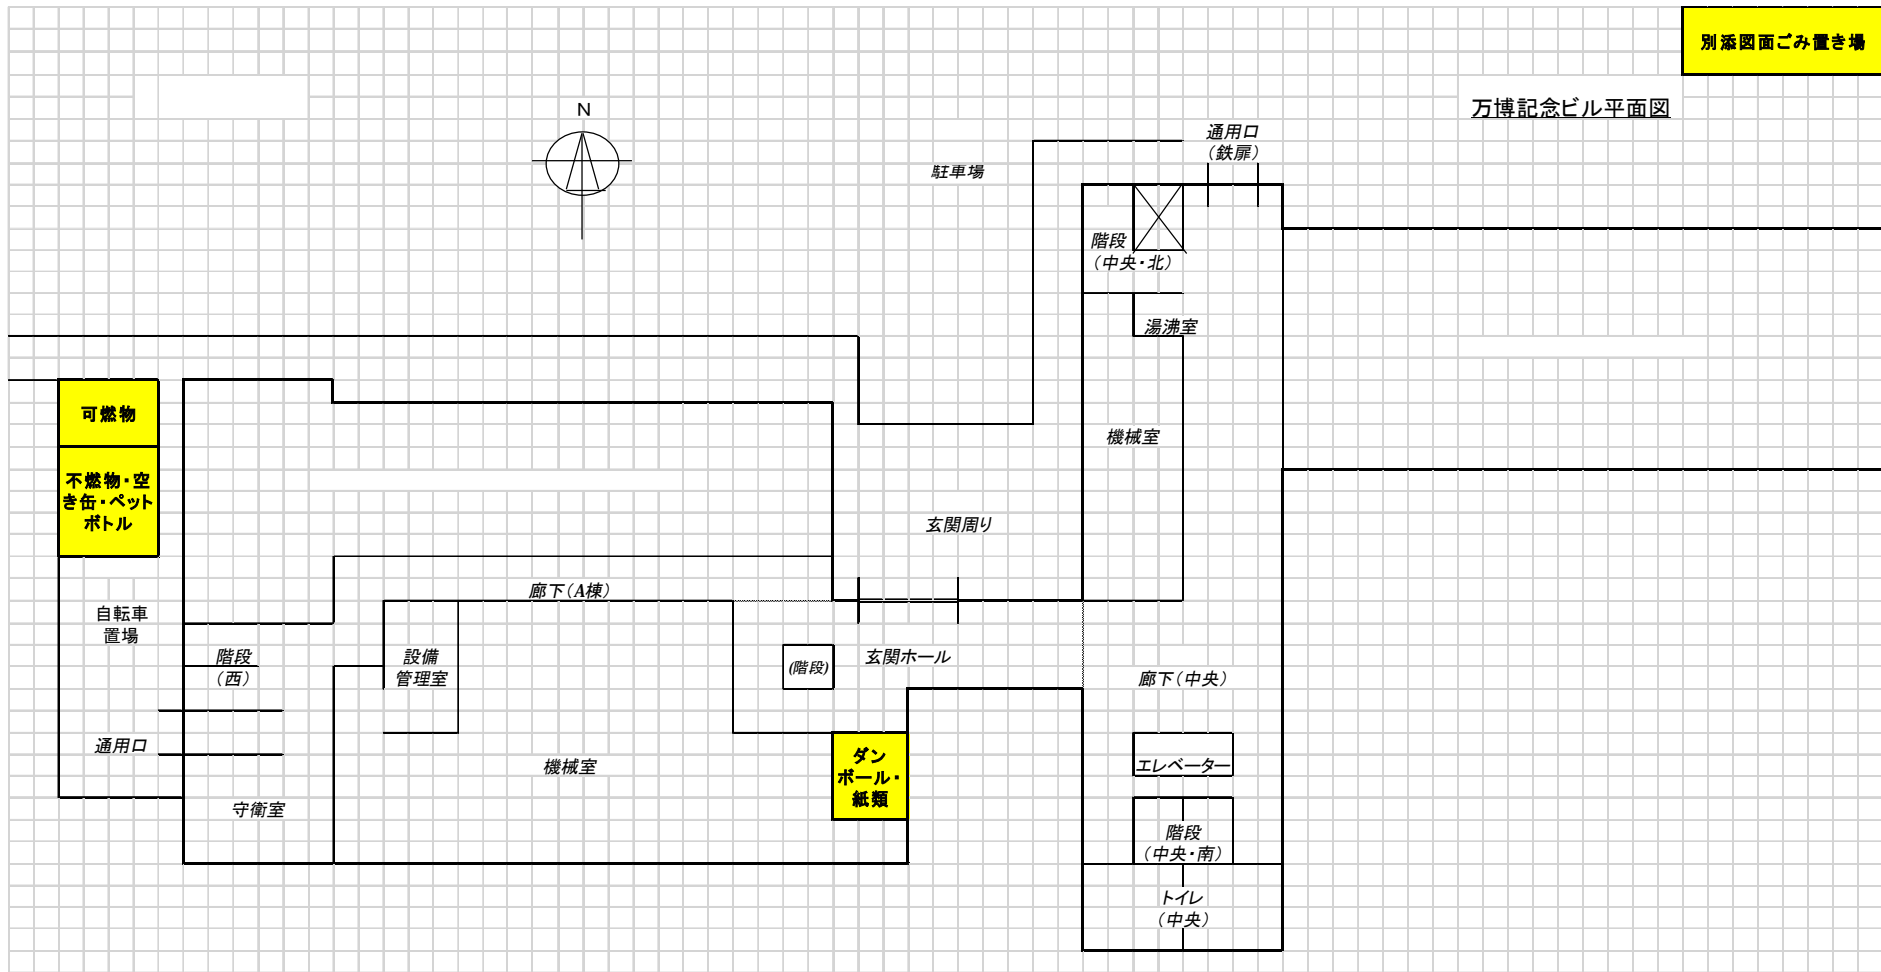 別添図面ごみ置き場
万博記念ビル平面図
N
通用口
（鉄扉）
駐車場
階段
（中央・北）
湯沸室
可燃物
機械室
不燃物・空
き缶・ペット
ボトル
玄関周り
廊下（A棟）
自転車
置場
階段
（西）
設備
管理室
(階段)
玄関ホール
廊下（中央）
通用口
機械室
ダン
ボール・
紙類
エレベーター
守衛室
階段
（中央・南）
トイレ
（中央）